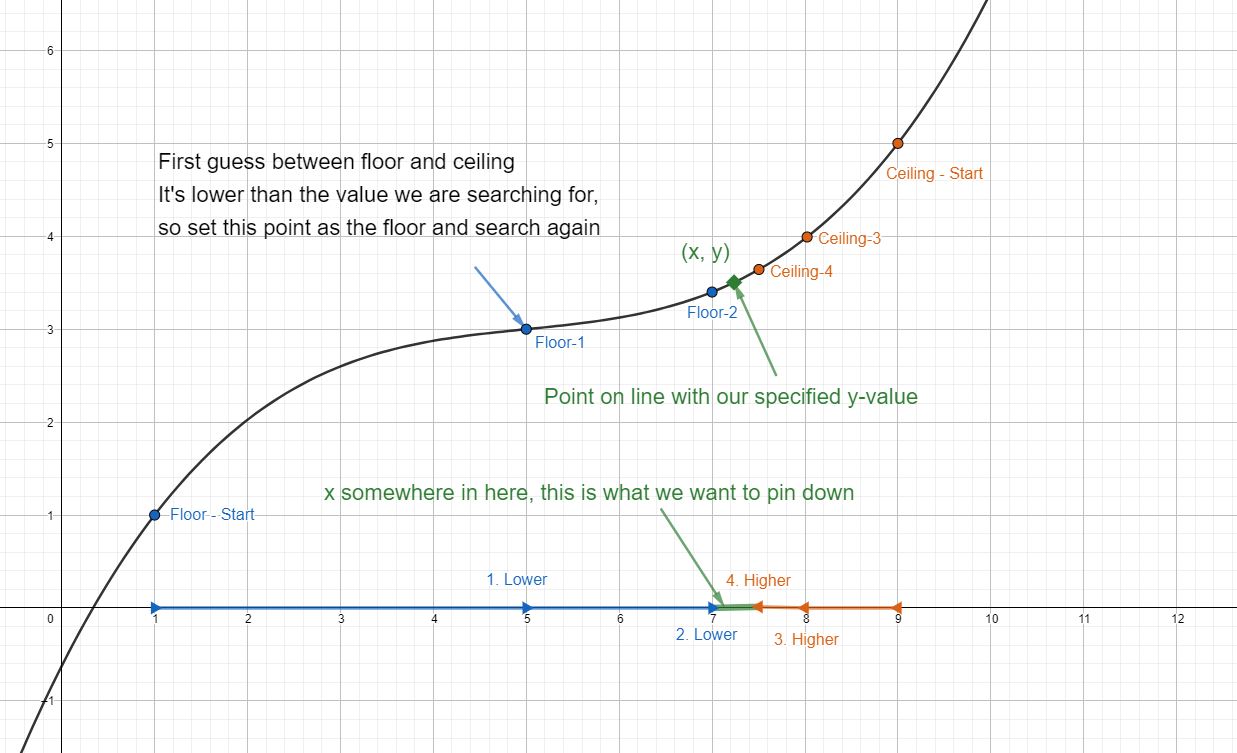 6
5
First guess between floor and ceiling
It's lower than the value we are searching for,
so set this point as the floor and search again
Ceiling - Start
4
(x, y)
Ceiling-3
Ceiling-4
Floor-2
3
Floor-1
Point on line with our specified y-value
2
x somewhere in here, this is what we want to pin down
1
Floor - Start
1. Lower
4. Higher
0 1 2 3 4 5 6 7 8 9 10 11 12
2. Lower
3. Higher
-1